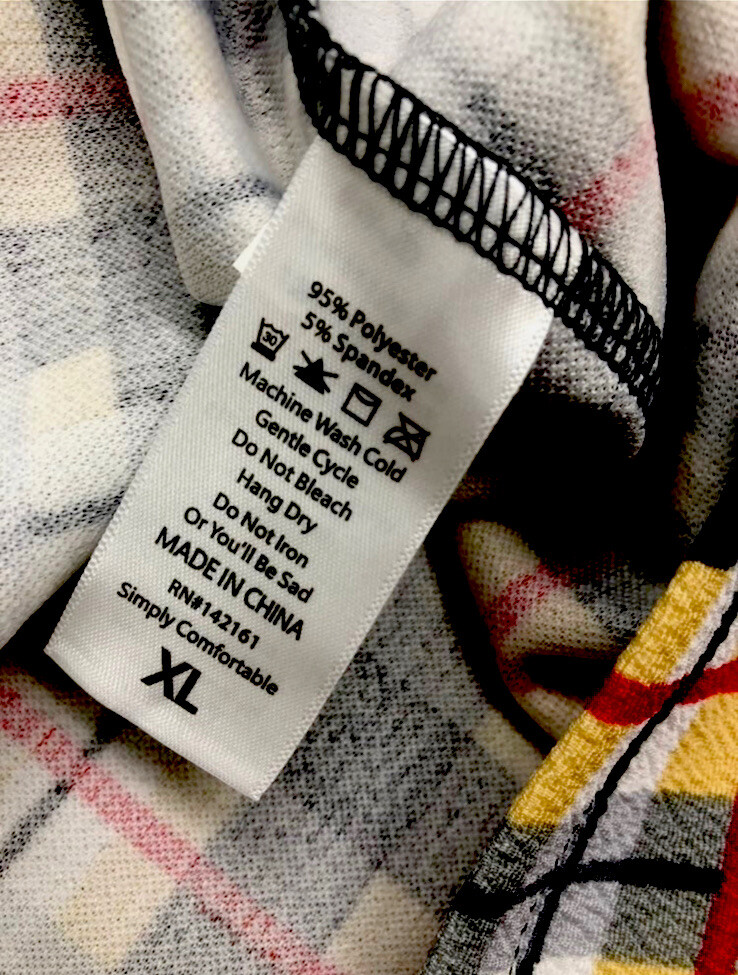 95% Polyester
5% Spandex
30
Machine Wash Cold
Gentle Cycle
Do Not Bleach
Hang Dry
Do Not Iron
Or You'll Be Sad
MADE IN CHINA
RN#142161
Simply Comfortable
XL